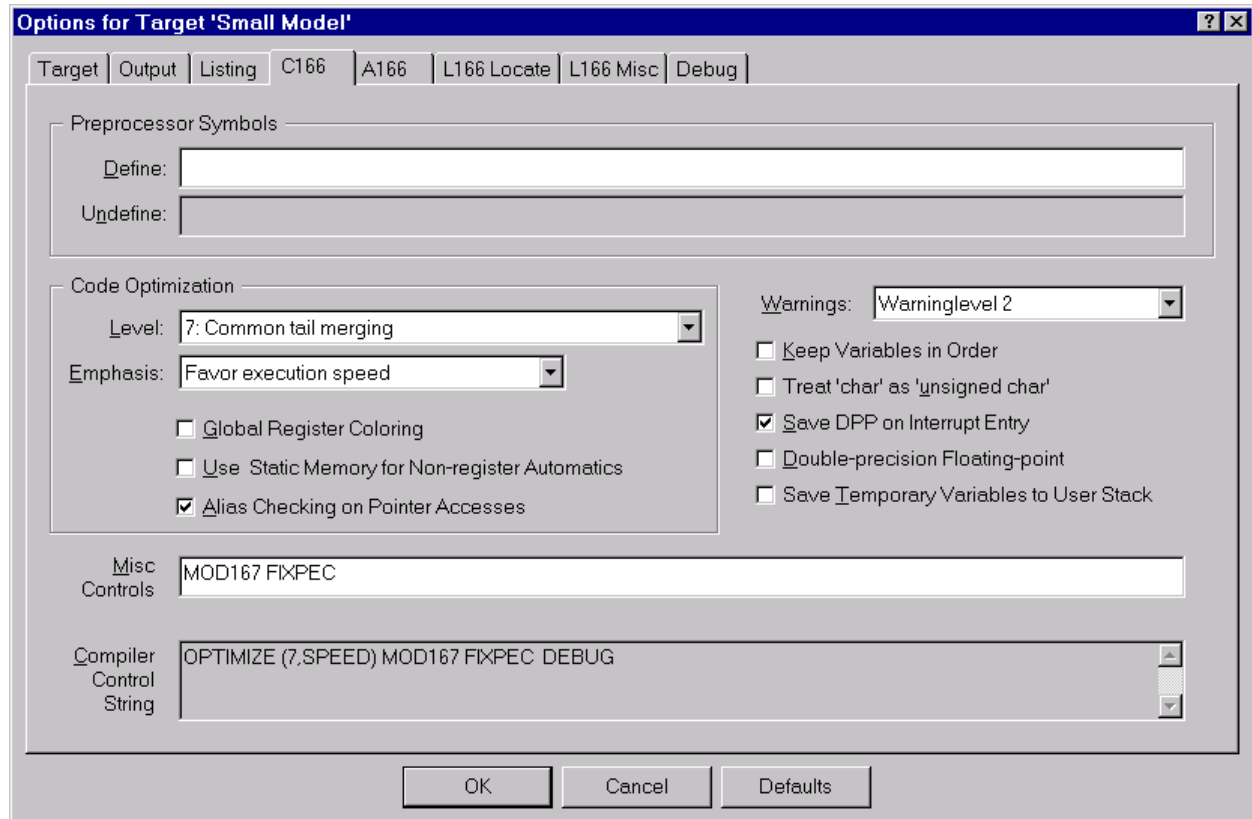 Options for Target 'Small Model'
Target Output Listing C166 A166 L166 Locate L166 Misc Debug
Preprocessor Symbols
Define:
Undefine:
Code Optimization
Level: 7: Common tail merging
Emphasis: Favor execution speed
Global Register Coloring
Use Static Memory for Non-register Automatics
Alias Checking on Pointer Accesses
Warnings: Warninglevel 2
Keep Variables in Order
Treat 'char' as 'unsigned char'
Save DPP on Interrupt Entry
Double-precision Floating-point
Save Temporary Variables to User Stack
Misc
Controls
MOD167 FIXPEC
Compiler
Control
String
OPTIMIZE (7,SPEED) MOD167 FIXPEC DEBUG
OK Cancel Defaults